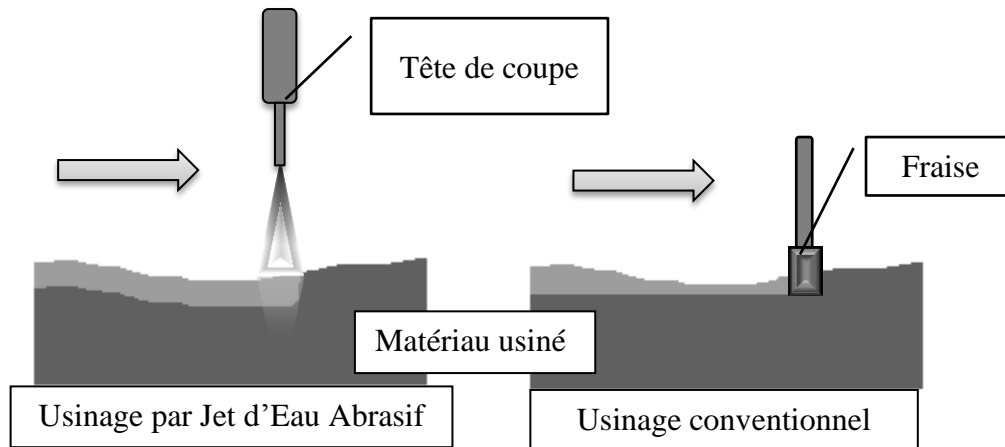 Tête de coupe
Fraise
Matériau usiné
Usinage par Jet d'Eau Abrasif
Usinage conventionnel